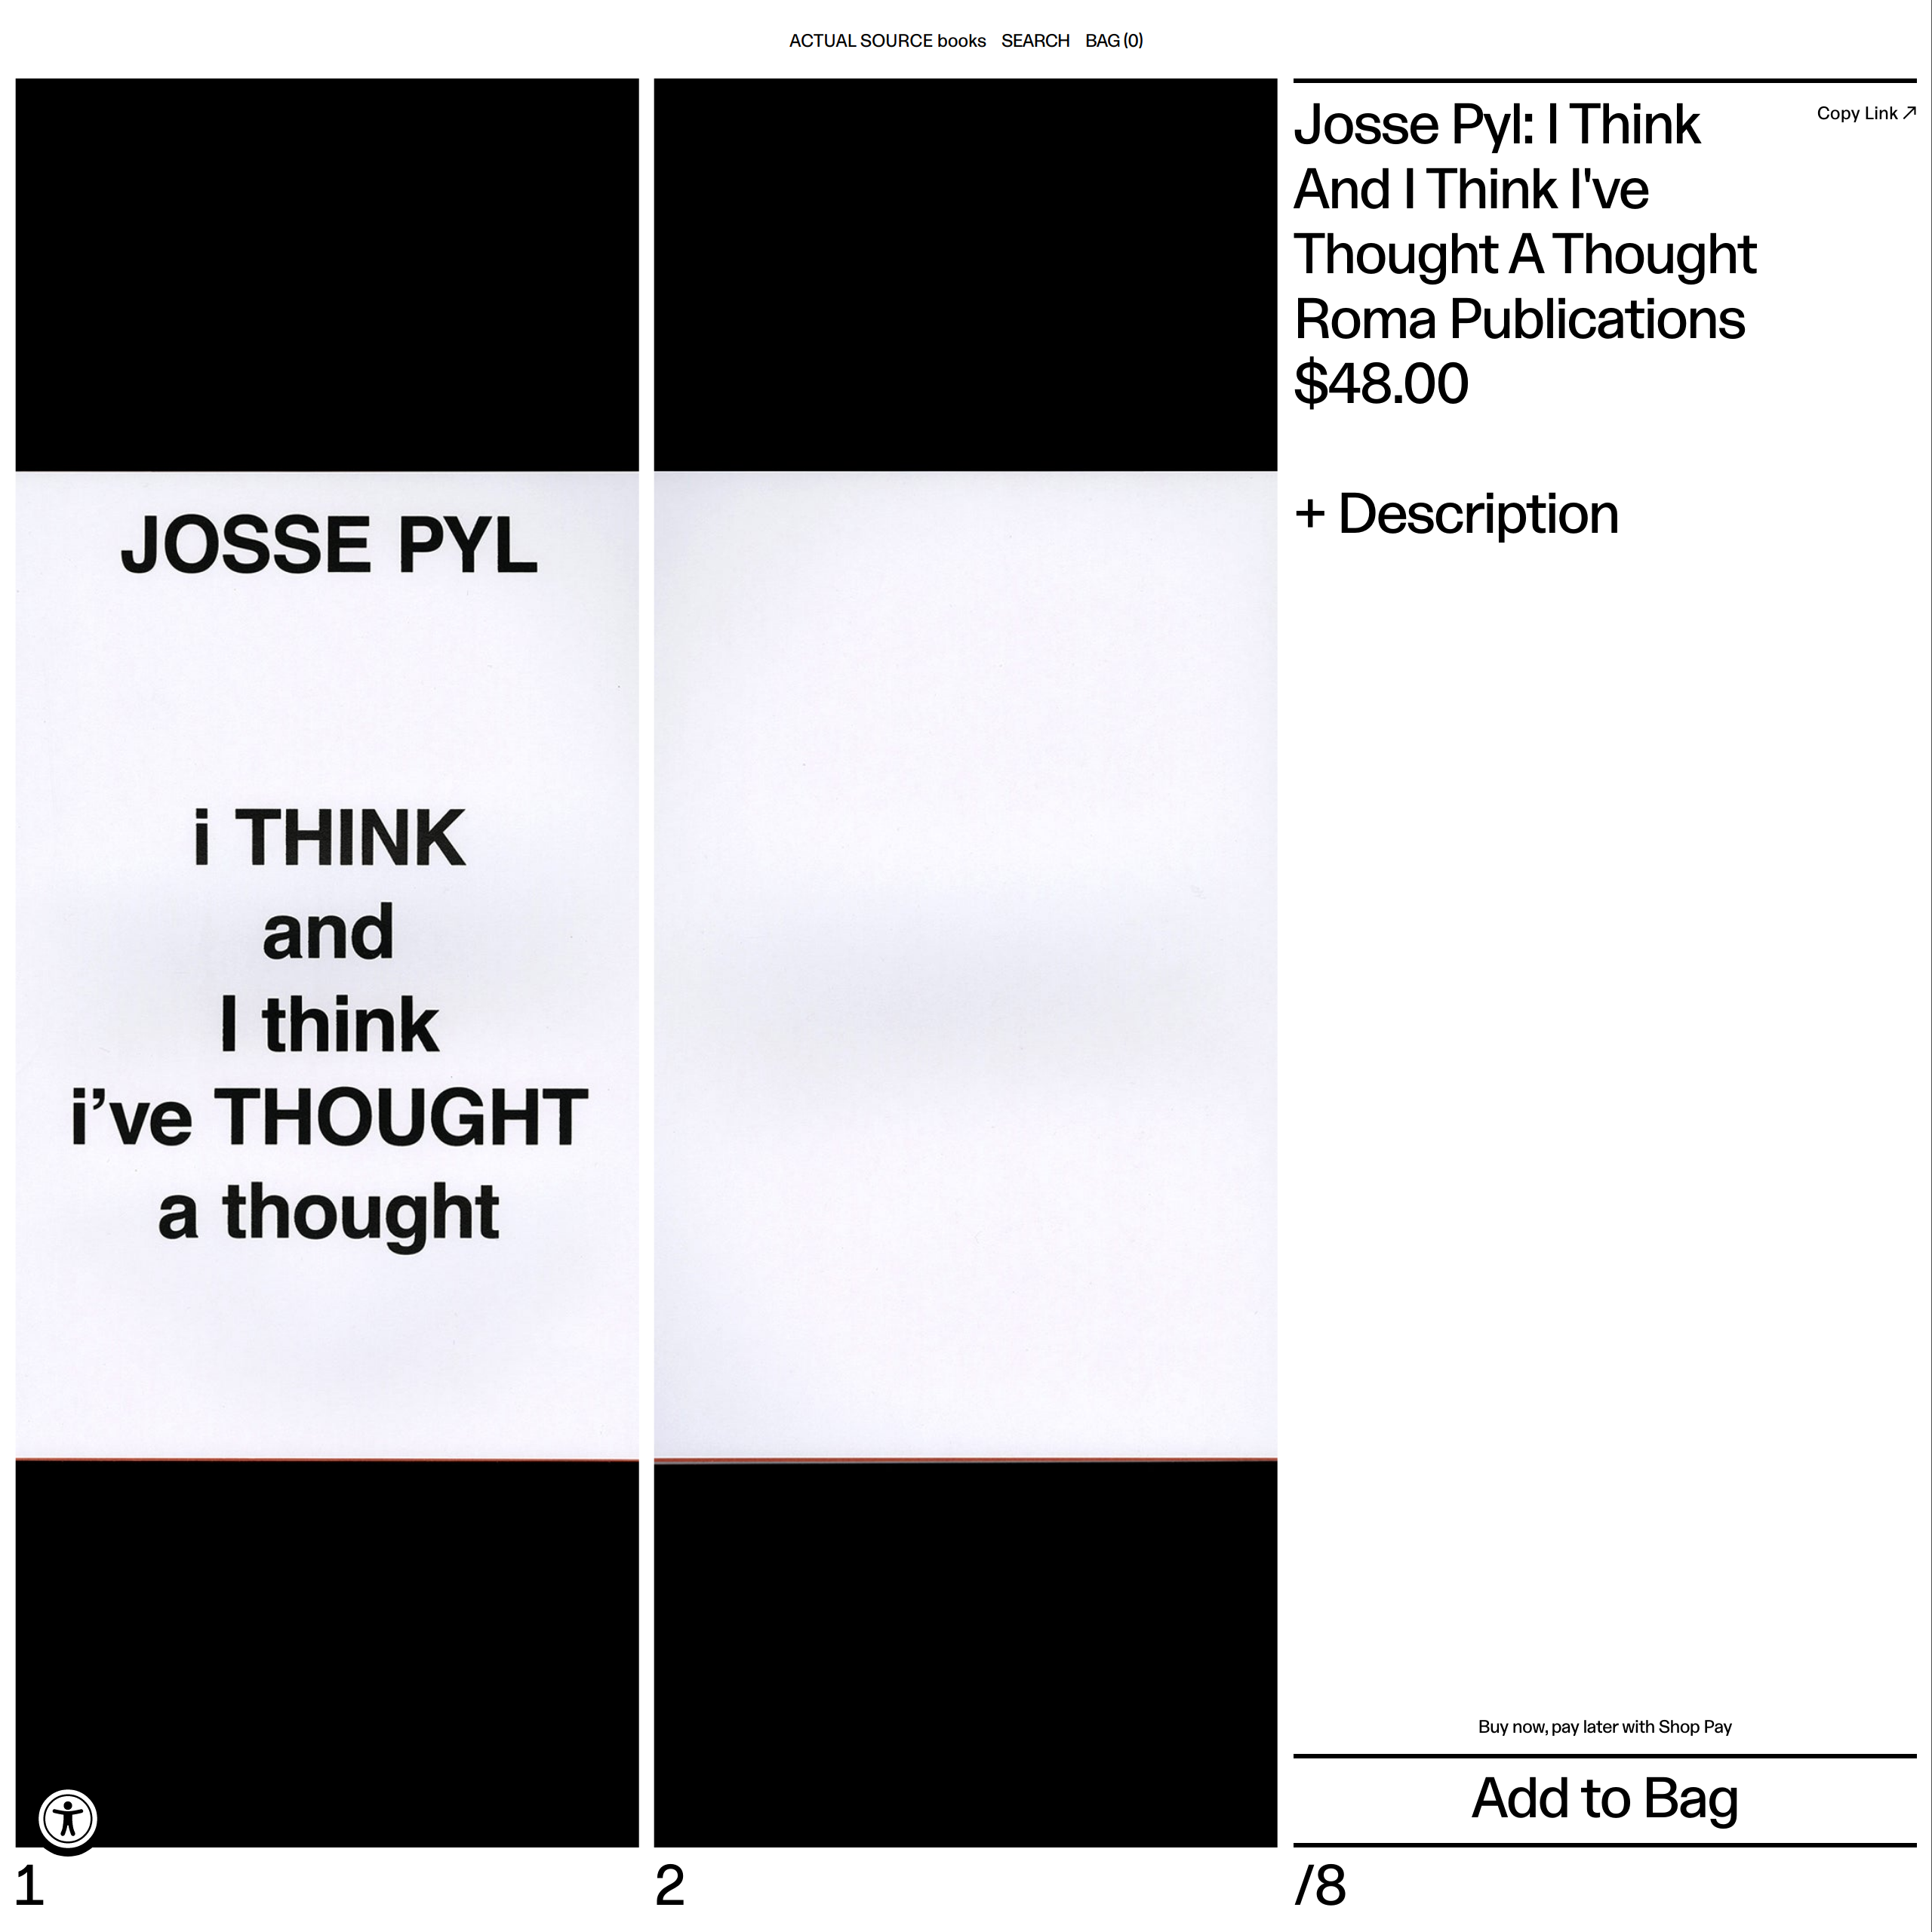 ACTUAL SOURCE books SEARCH BAG (0)
JOSSE PYL
i THINK
and
I think
i’ve THOUGHT
a thought
Josse Pyl: I Think
And I Think I've
Thought A Thought
Roma Publications
$48.00
Copy Link ↗
+ Description
Buy now, pay later with Shop Pay
Add to Bag
1
2
/8